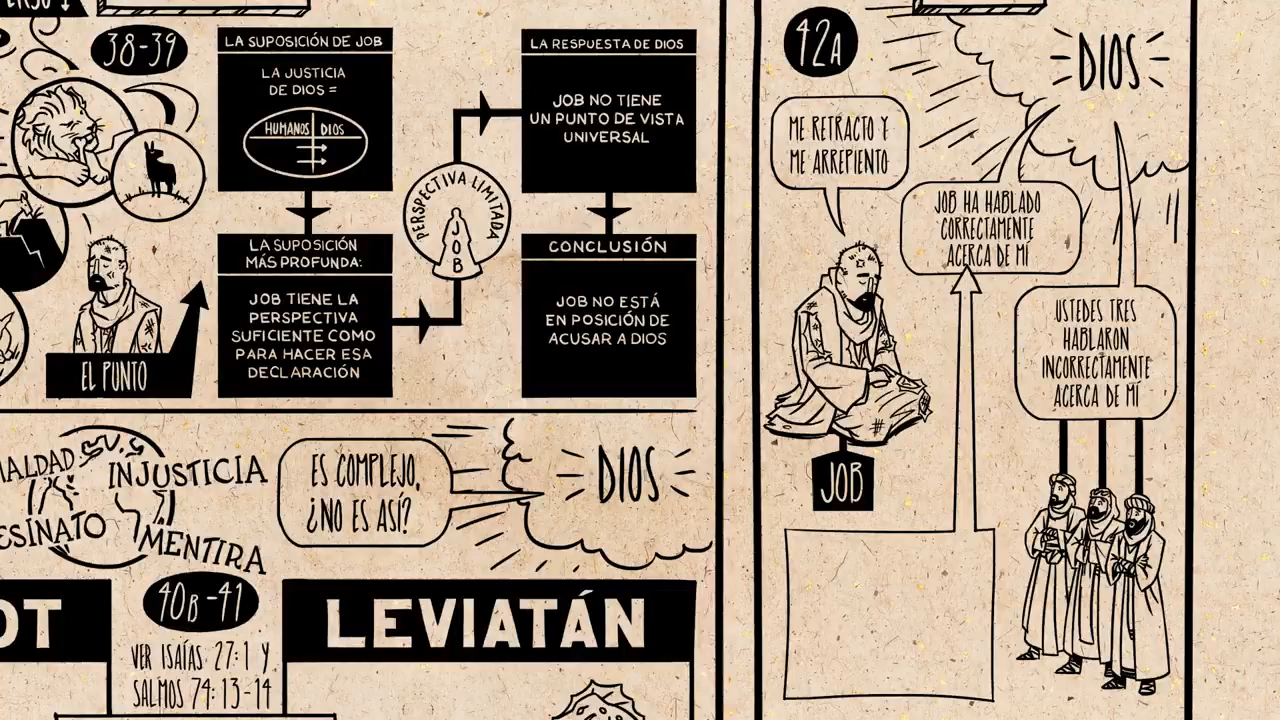 38-39
LA SUPOSICIÓN DE JOB
LA JUSTICIA
DE DIOS =
HUMANOS DIOS
LA SUPOSICIÓN
MÁS PROFUNDA:
JOB TIENE LA
PERSPECTIVA
SUFICIENTE COMO
PARA HACER ESA
DECLARACIÓN
PERSPECTIVA LIMITADA
JOB
LA RESPUESTA DE DIOS
JOB NO TIENE
UN PUNTO DE VISTA
UNIVERSAL
CONCLUSIÓN
JOB NO ESTÁ
EN POSICIÓN DE
ACUSAR A DIOS
EL PUNTO
INJUSTICIA
MENTIRA
ES COMPLEJO,
¿NO ES ASÍ?
DIOS
40B-41
VER ISAÍAS 27:1 Y
SALMOS 74:13-14
LEVIATÁN
42A
DIOS
ME RETRACTO Y
ME ARREPIENTO
JOB HA HABLADO
CORRECTAMENTE
ACERCA DE MÍ
USTEDES TRES
HABLARON
INCORRECTAMENTE
ACERCA DE MÍ
JOB